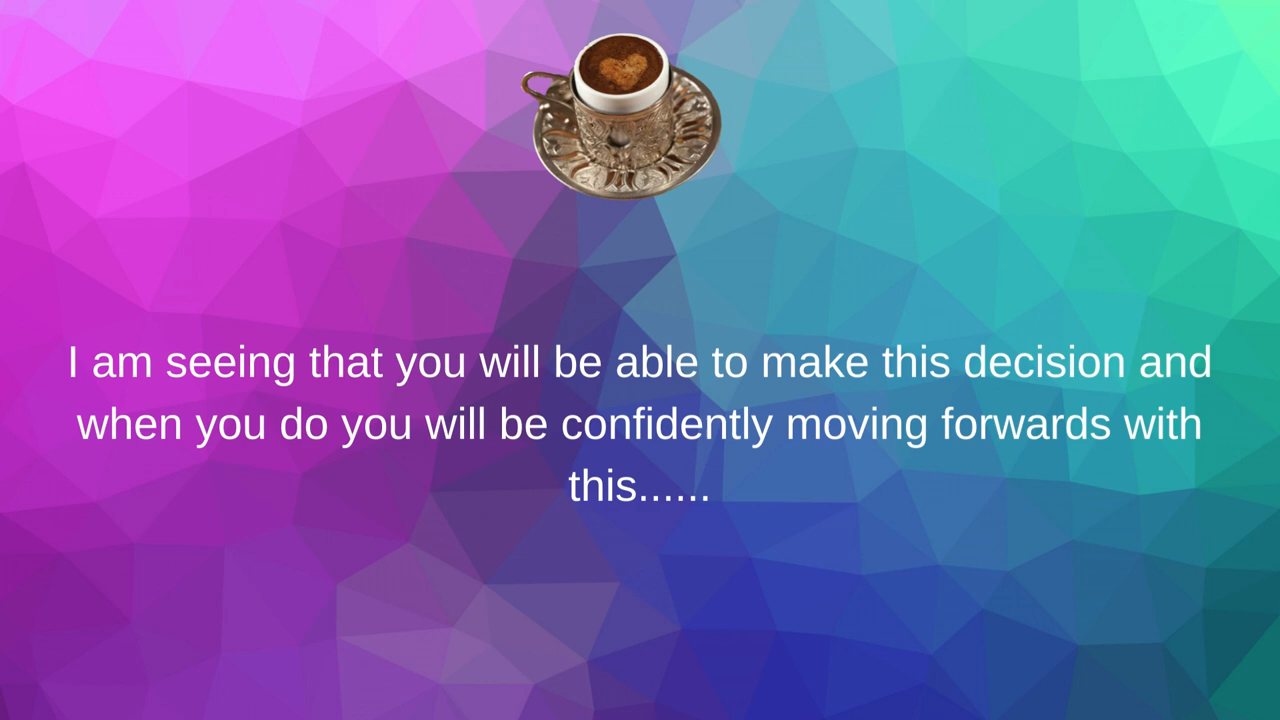 I am seeing that you will be able to make this decision and
when you do you will be confidently moving forwards with
this......